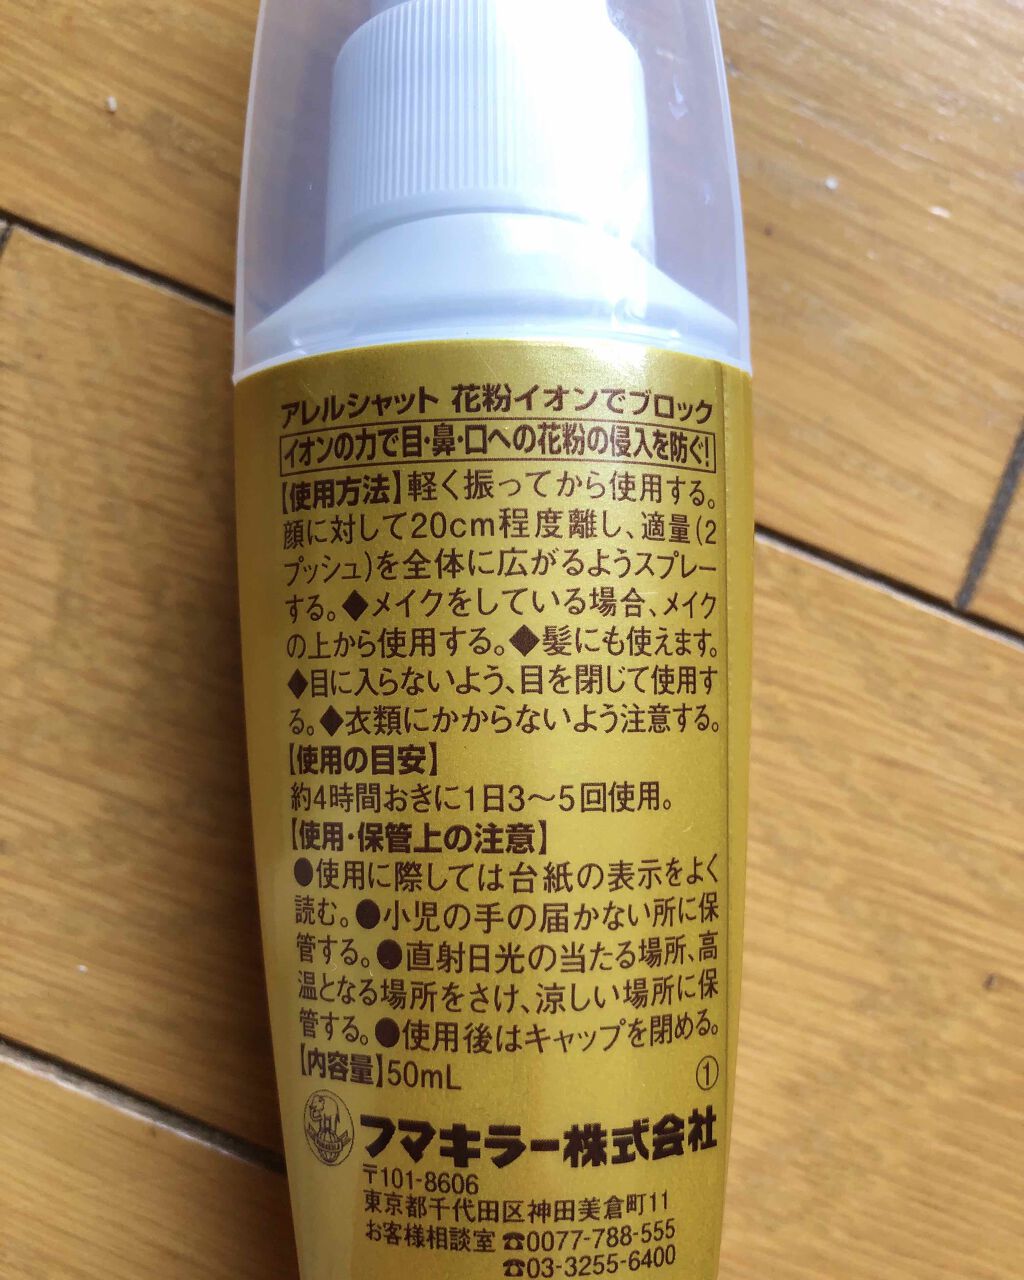 アレルシャット 花粉イオンでブロック
イオンの力で目・鼻・口への花粉の侵入を防ぐ!
【使用方法】軽く振ってから使用する。
顔に対して20cm程度離し、適量(2
プッシュ)を全体に広がるようスプレー
する。◆メイクをしている場合、メイク
の上から使用する。◆髪にも使えます。
◆目に入らないよう、目を閉じて使用す
る。◆衣類にかからないよう注意する。
【使用の目安】
約4時間おきに1日3〜5回使用。
【使用・保管上の注意】
●使用に際しては台紙の表示をよく
読む。●小児の手の届かない所に保
管する。●直射日光の当たる場所、高
温となる場所をさけ、涼しい場所に保
管する。●使用後はキャップを閉める。
【内容量】50mL ①
フマキラー株式会社
〒101-8606
東京都千代田区神田美倉町11
お客様相談室 ☎0077-788-555
☎03-3255-6400